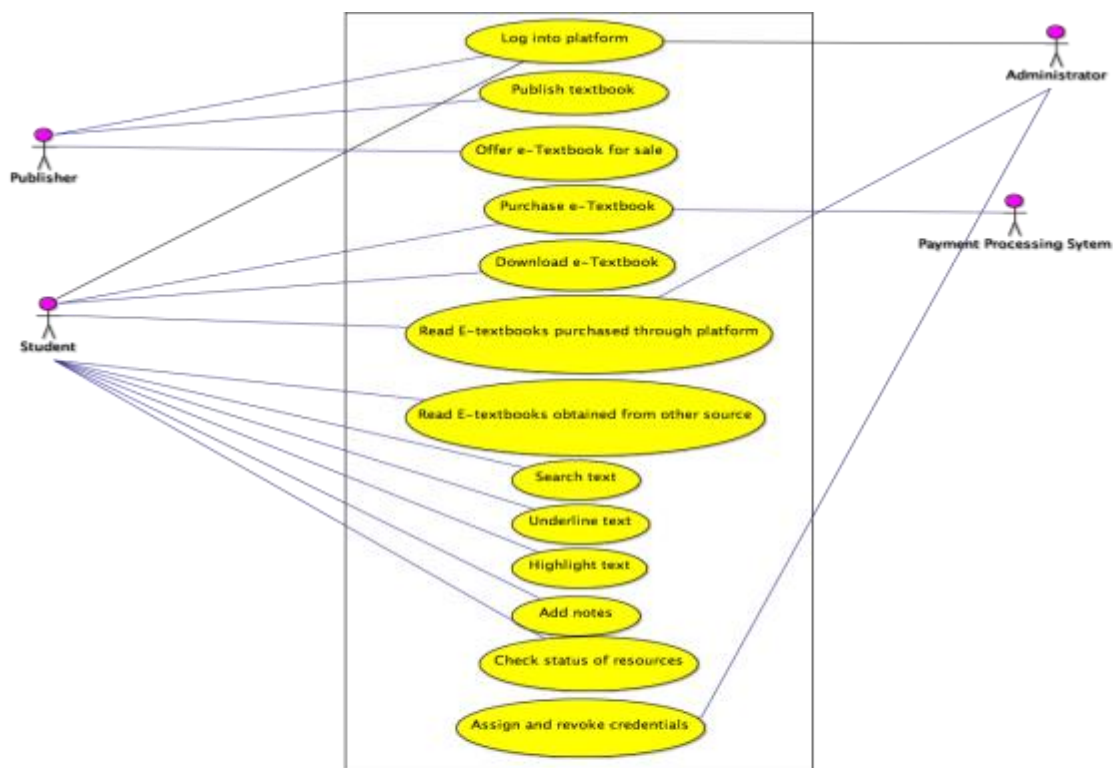 Log into platform
Administrator
Publish textbook
Publisher
Offer e-Textbook for sale
Purchase e-Textbook
Payment Processing Sytem
Download e-Textbook
Student
Read E-textbooks purchased through platform
Read E-textbooks obtained from other source
Search text
Underline text
Highlight text
Add notes
Check status of resources
Assign and revoke credentials